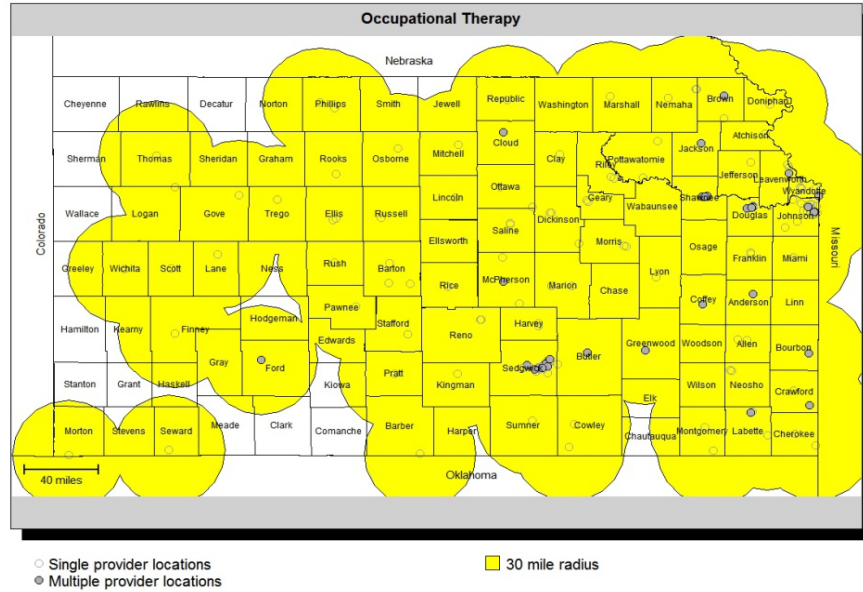 Occupational Therapy
Nebraska
Cheyenne Rawlins Decatur Norton Phillips Smith Jewell Republic Washington Marshall Nemaha Brown Doniphan
Cloud Atchison
Sherman Thomas Sheridan Graham Rooks Osborne Mitchell Clay Riley Pottawatomie Jackson
Jefferson Leavenworth
Ottawa Wyandotte
Wallace Logan Gove Trego Ellis Russell Lincoln Geary Wabaunsee Shawnee
Dickinson Douglas Johnson
Saline
Colorado
Missouri
Ellsworth Morris Osage
Greeley Wichita Scott Lane Ness Rush Barton Lyon Franklin Miami
McPherson Marion Chase
Rice
Pawnee Coffey Anderson Linn
Hodgeman Stafford
Hamilton Kearny Finney Reno Harvey
Edwards Greenwood Woodson Allen Bourbon
Gray Ford Sedgwick Butler
Pratt
Stanton Grant Haskell Kiowa Kingman Wilson Neosho Crawford
Elk
Morton Stevens Seward Meade Clark Comanche Barber Harper Sumner Cowley Chautauqua Montgomery Labette Cherokee
40 miles
Oklahoma
Single provider locations
Multiple provider locations
30 mile radius